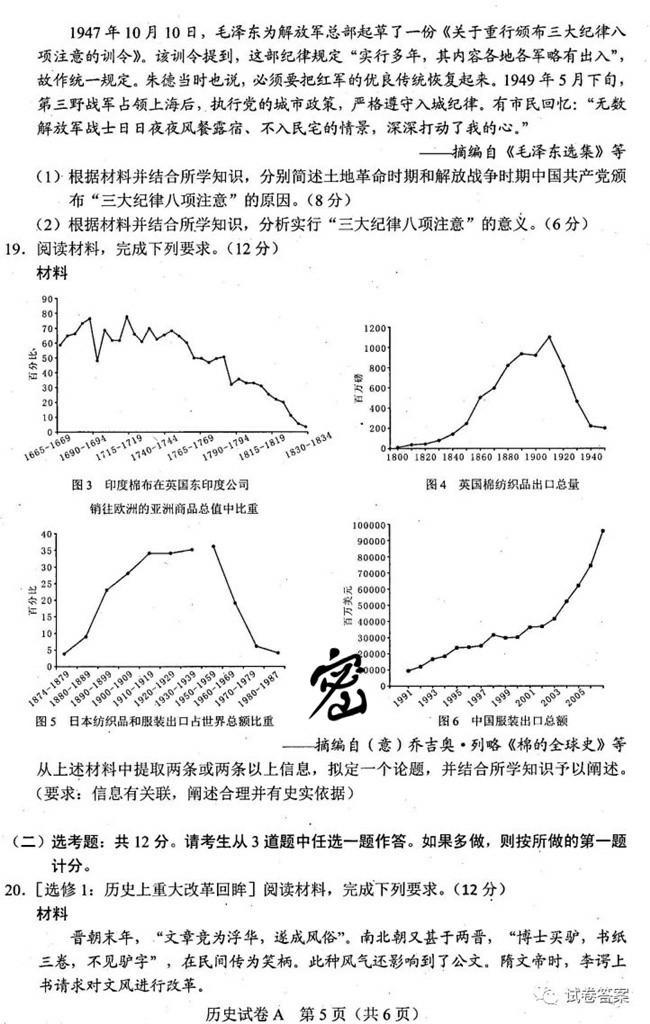 1947年10月10日，毛泽东为解放军总部起草了一份《关于重行颁布三大纪律八
项注意的训令》。该训令提到，这部纪律规定“实行多年，其内容各地各军略有出入”，
故作统一规定。朱德当时也说，必须要把红军的优良传统恢复起来。1949年5月下旬，
第三野战军占领上海后，执行党的城市政策，严格遵守入城纪律。有市民回忆：“无数
解放军战士日日夜夜风餐露宿、不入民宅的情景，深深打动了我的心。”
——摘编自《毛泽东选集》等
（1）根据材料并结合所学知识，分别简述土地革命时期和解放战争时期中国共产党颁
布“三大纪律八项注意”的原因。（8分）
（2）根据材料并结合所学知识，分析实行“三大纪律八项注意”的意义。（6分）
19．阅读材料，完成下列要求。（12分）
材料
90
80
70
60
50
40
30
20
10
0
百分比
1665-1669
1690-1694
1715-1719
1740-1744
1765-1769
1790-1794
1815-1819
1830-1834
图3 印度棉布在英国东印度公司
销往欧洲的亚洲商品总值中比重
1200
1000
800
600
400
200
0
百万磅
1800 1820 1840 1860 1880 1900 1920 1940
图4 英国棉纺织品出口总量
40
35
30
25
20
15
10
5
0
百分比
1874-1879
1880-1889
1890-1899
1900-1909
1910-1919
1920-1929
1930-1939
1950-1959
1960-1969
1970-1979
1980-1987
图5 日本纺织品和服装出口占世界总额比重
100000
90000
80000
70000
60000
50000
40000
30000
20000
0
百万美元
1991
1993
1995
1997
1999
2001
2003
2005
图6 中国服装出口总额
密
——摘编自（意）乔吉奥·列略《棉的全球史》等
从上述材料中提取两条或两条以上信息，拟定一个论题，并结合所学知识予以阐述。
（要求：信息有关联，阐述合理并有史实依据）
（二）选考题：共12分。请考生从3道题中任选一题作答。如果多做，则按所做的第一题
计分。
20．［选修1：历史上重大改革回眸］阅读材料，完成下列要求。（12分）
材料
晋朝末年，“文章竞为浮华，遂成风俗”。南北朝又甚于两晋，“博士买驴，书纸
三卷，不见驴字”，在民间传为笑柄。此种风气还影响到了公文。隋文帝时，李谔上
书请求对文风进行改革。
历史试卷A 第5页（共6页）
试卷答案